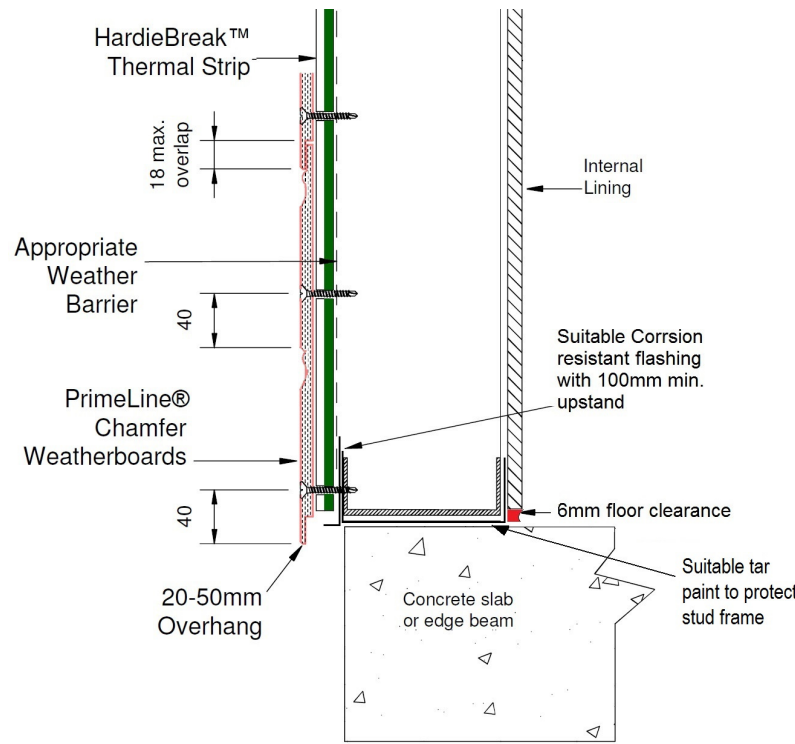 HardieBreak™
Thermal Strip
18 max.
overlap
Internal
Lining
Appropriate
Weather
Barrier
40
Suitable Corrsion
resistant flashing
with 100mm min.
upstand
PrimeLine®
Chamfer
Weatherboards
40
6mm floor clearance
20-50mm
Overhang
Concrete slab
or edge beam
Suitable tar
paint to protect
stud frame